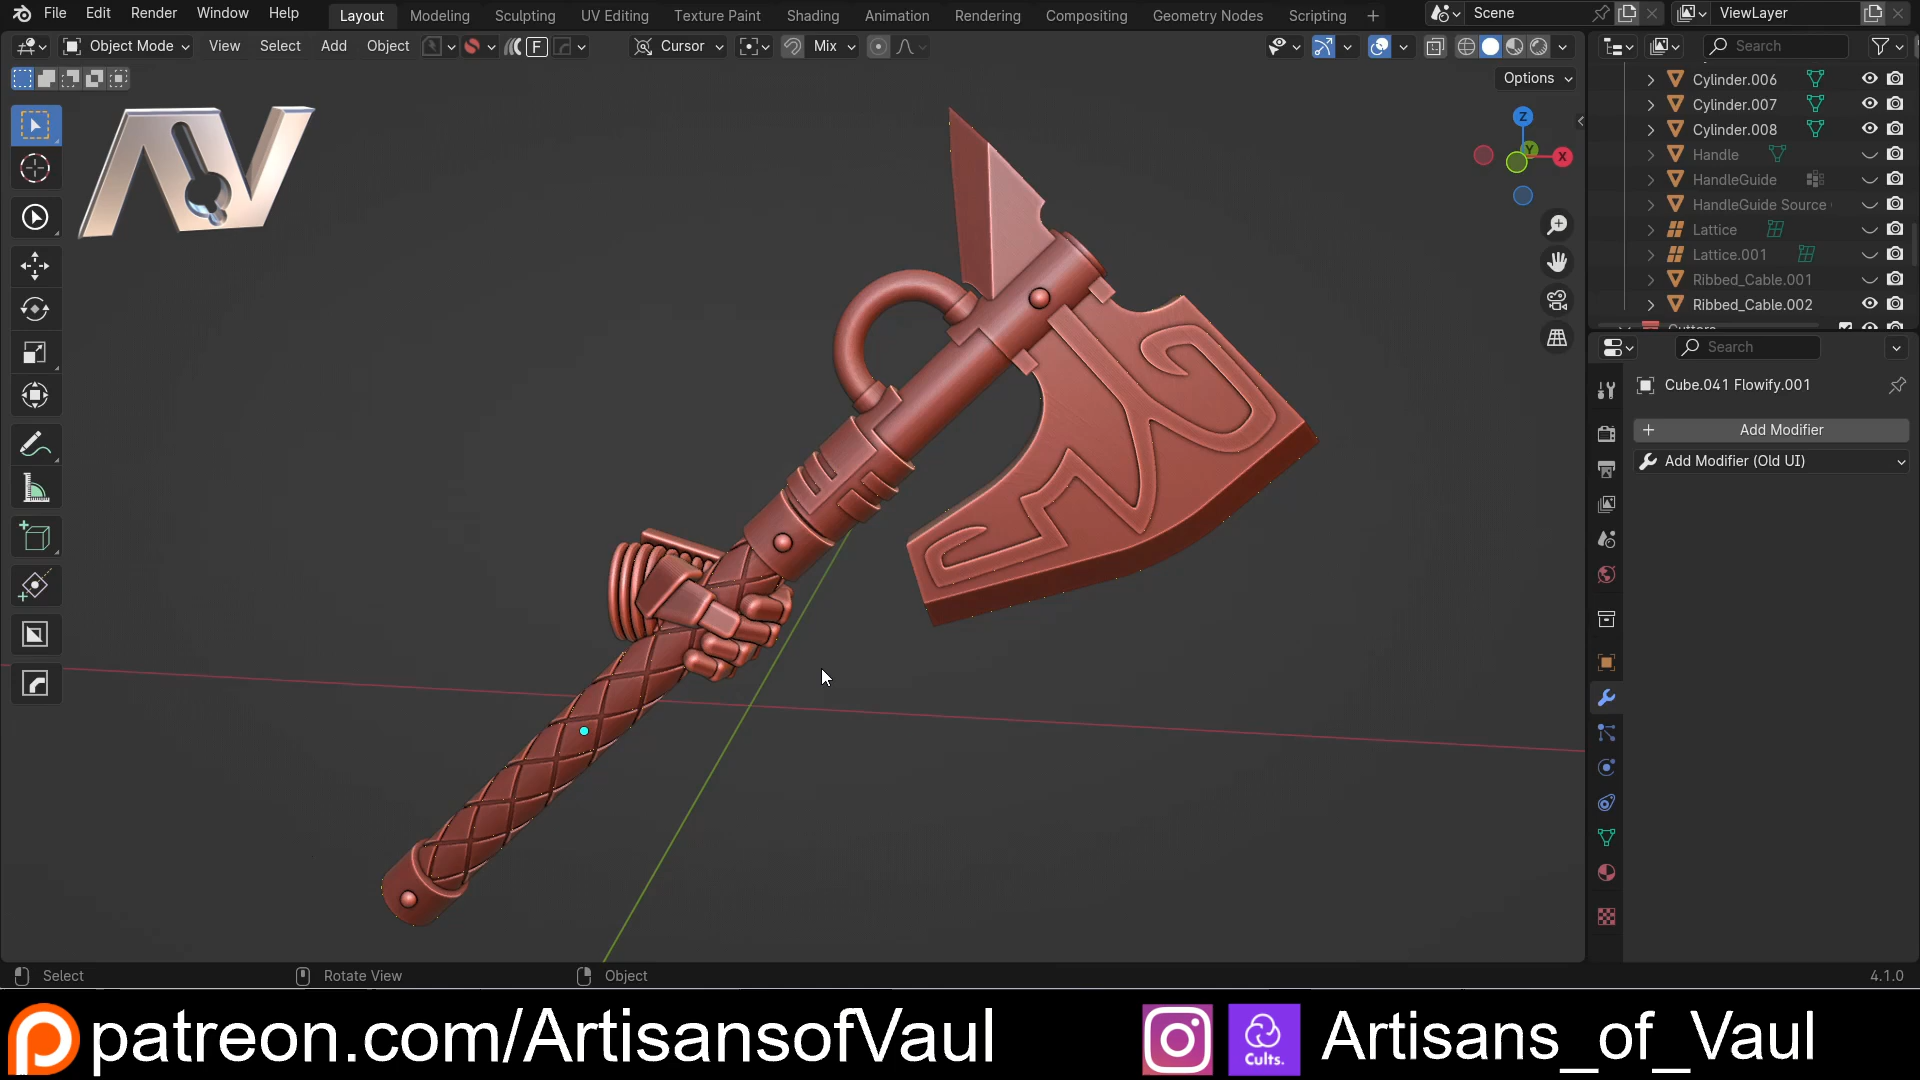 File Edit Render Window Help Layout Modeling Sculpting UV Editing Texture Paint Shading Animation Rendering Compositing Geometry Nodes Scripting + Scene ViewLayer
Object Mode View Select Add Object F Cursor Mix Search
Options
Cylinder.006
Cylinder.007
Cylinder.008
Handle
HandleGuide
HandleGuide Source
Lattice
Lattice.001
Ribbed_Cable.001
Ribbed_Cable.002
Z
Y
X
AV
Search
Cube.041 Flowify.001
+ Add Modifier
Add Modifier (Old UI)
Select Rotate View Object 4.1.0
patreon.com/ArtisansofVaul Cults. Artisans_of_Vaul